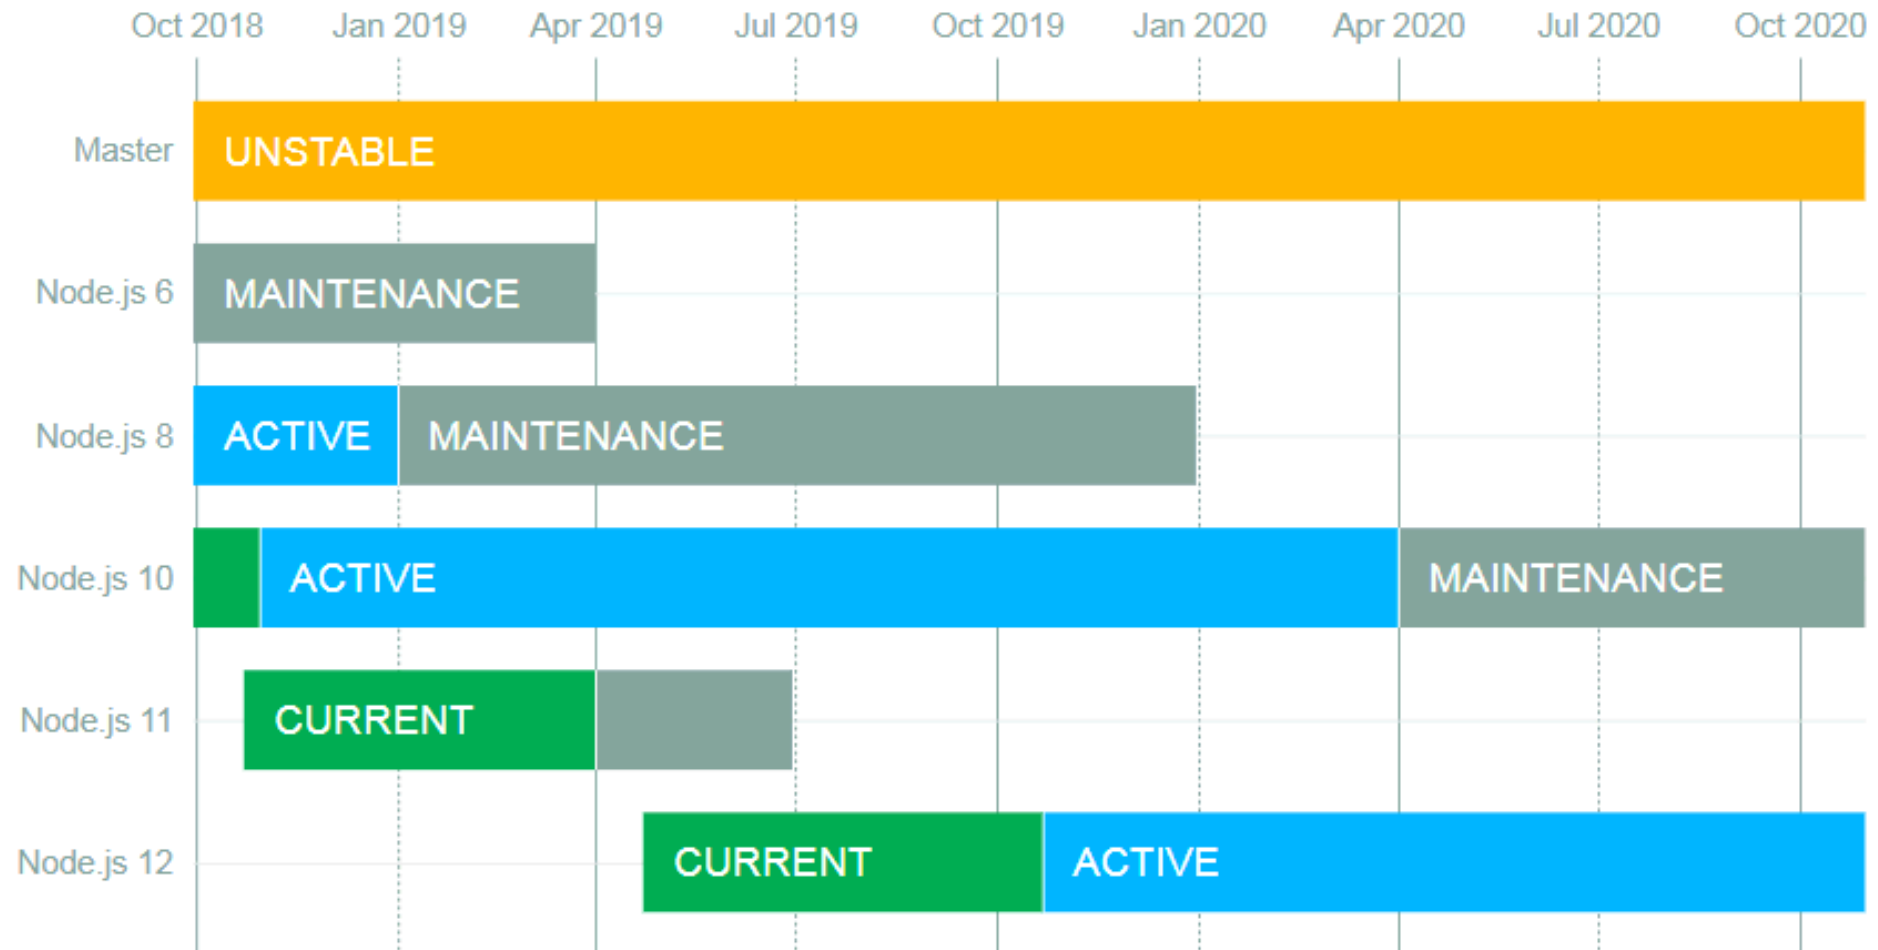 Oct 2018 Jan 2019 Apr 2019 Jul 2019 Oct 2019 Jan 2020 Apr 2020 Jul 2020 Oct 2020
Master UNSTABLE
Node.js 6 MAINTENANCE
Node.js 8 ACTIVE MAINTENANCE
Node.js 10 ACTIVE MAINTENANCE
Node.js 11 CURRENT
Node.js 12 CURRENT ACTIVE